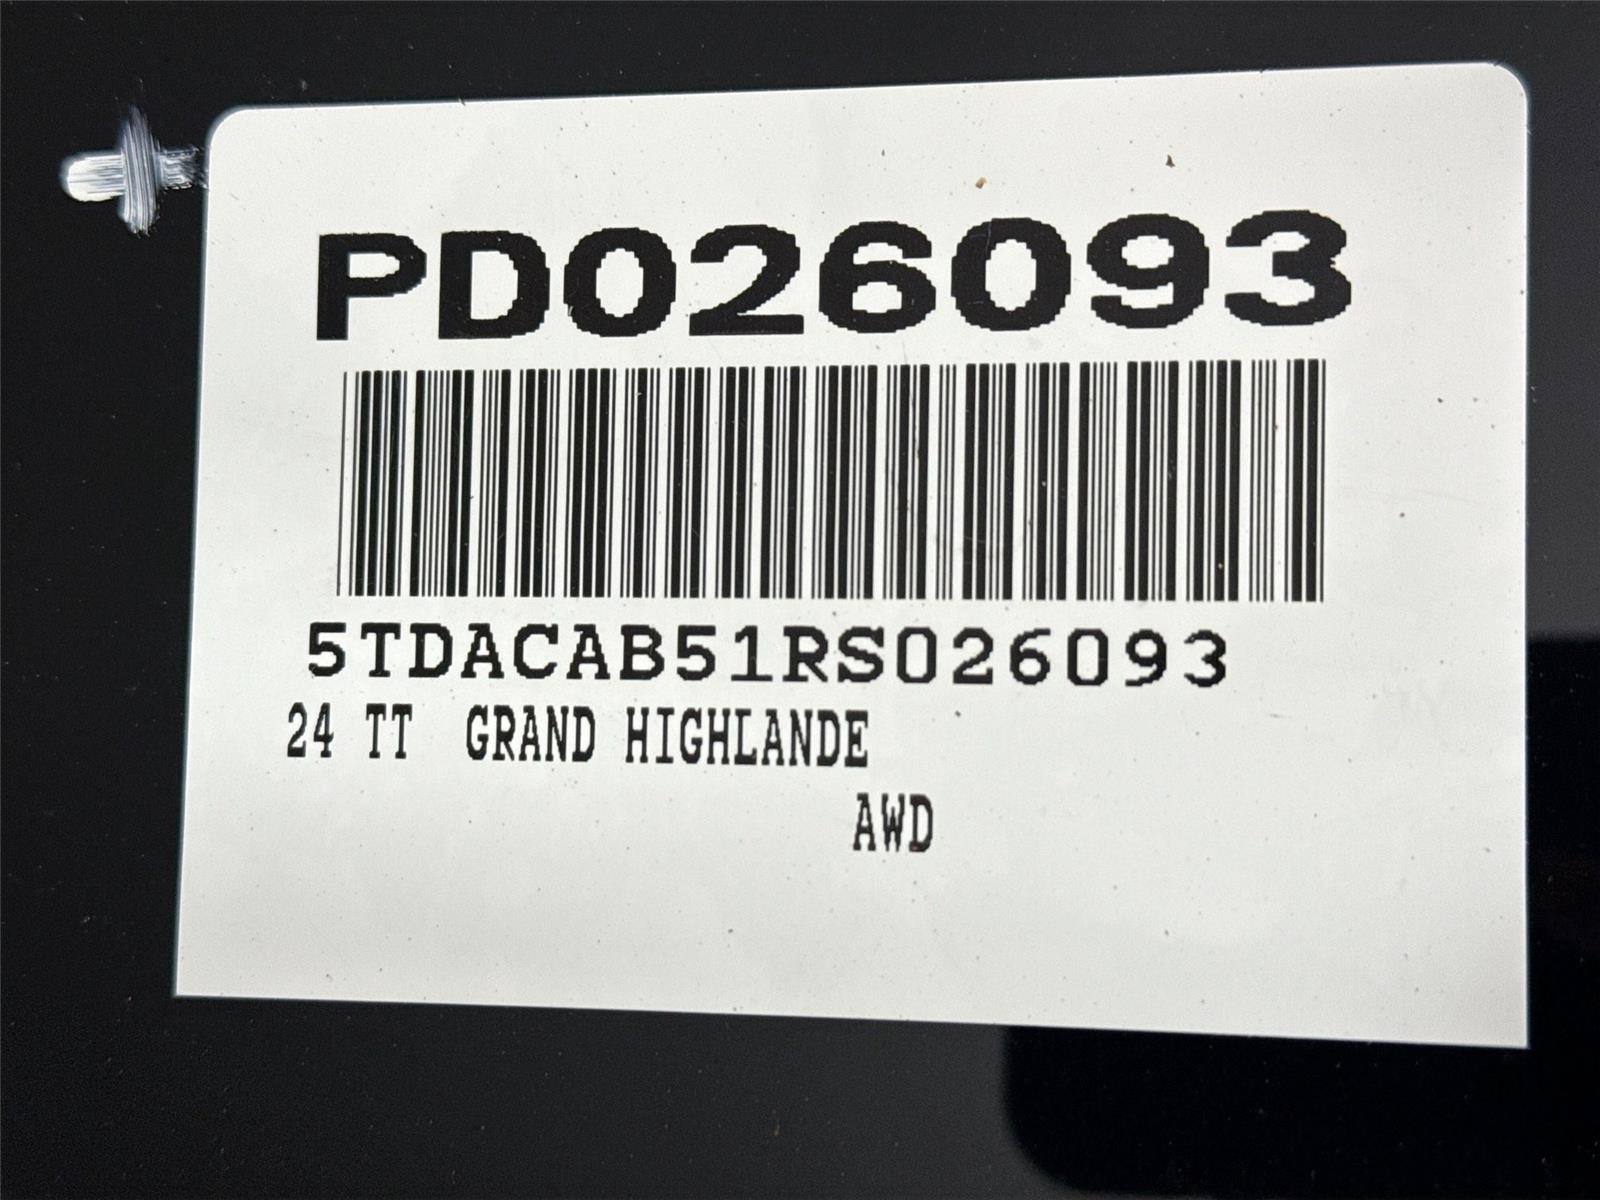 PD026093
5TDACAB51RS026093
24 TT GRAND HIGHLANDE
AWD